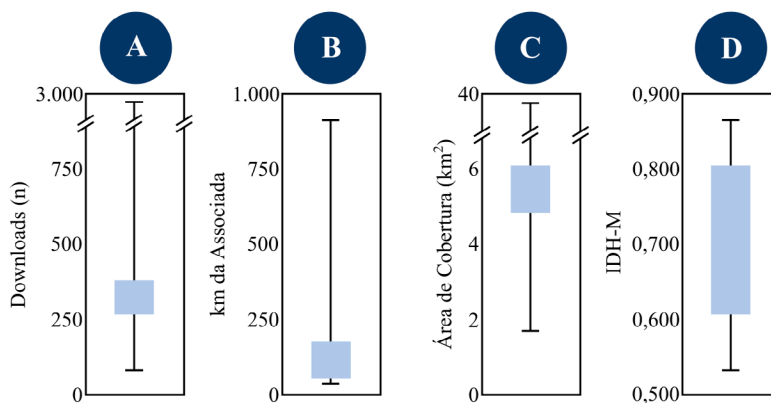 A
B
C
D
Downloads (n)
3.000
750
500
250
0
km da Associada
1.000
750
500
250
0
Área de Cobertura (km²)
40
6
4
2
0
IDH-M
0,900
0,800
0,700
0,600
0,500